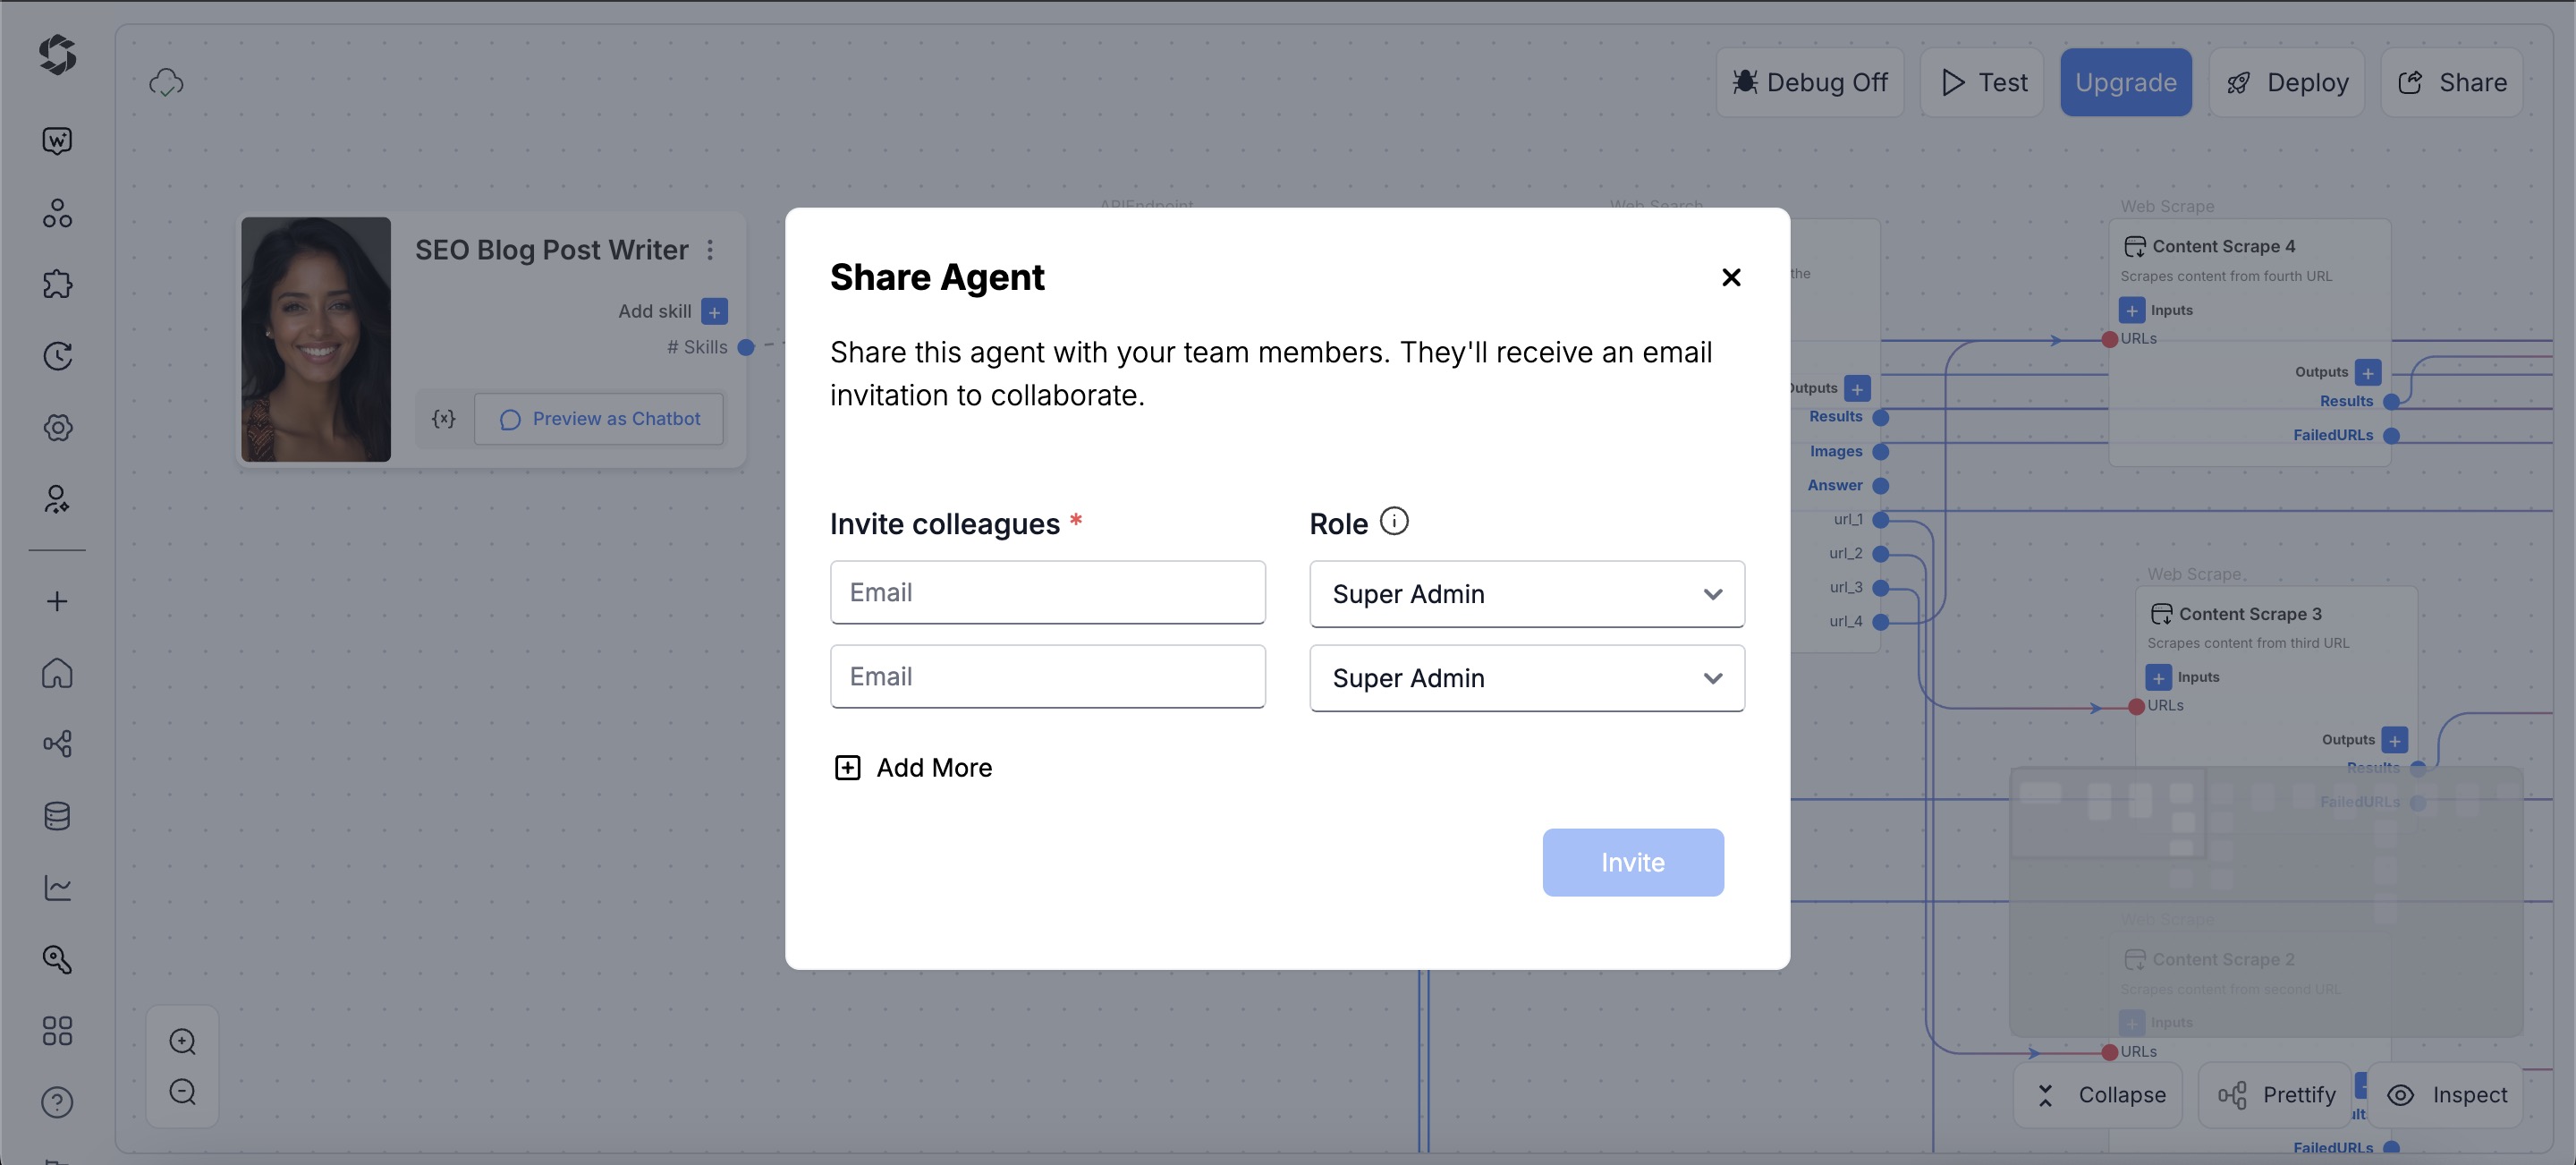 Debug Off
Test
Upgrade
Deploy
Share
SEO Blog Post Writer
Add skill
# Skills
{x}
Preview as Chatbot
APIEndpoint
Web Search
the
Outputs
Results
Images
Answer
url_1
url_2
url_3
url_4
Share Agent
Share this agent with your team members. They'll receive an email
invitation to collaborate.
Invite colleagues *
Role
Email
Super Admin
Email
Super Admin
Add More
Invite
Web Scrape
Content Scrape 4
Scrapes content from fourth URL
Inputs
URLs
Outputs
Results
FailedURLs
Web Scrape
Content Scrape 3
Scrapes content from third URL
Inputs
URLs
Outputs
Results
FailedURLs
Web Scrape
Content Scrape 2
Scrapes content from second URL
Inputs
URLs
FailedURLs
Collapse
Prettify
Inspect